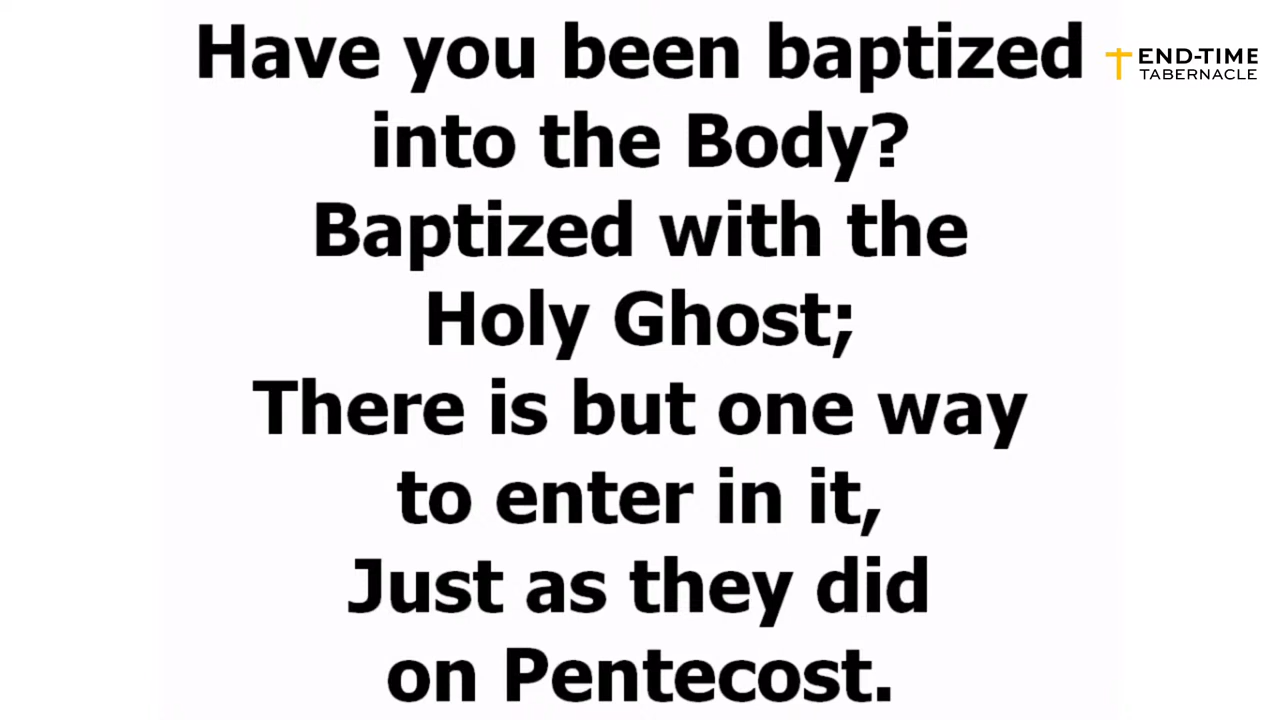 Have you been baptized
into the Body?
Baptized with the
Holy Ghost;
There is but one way
to enter in it,
Just as they did
on Pentecost.
END-TIME
TABERNACLE